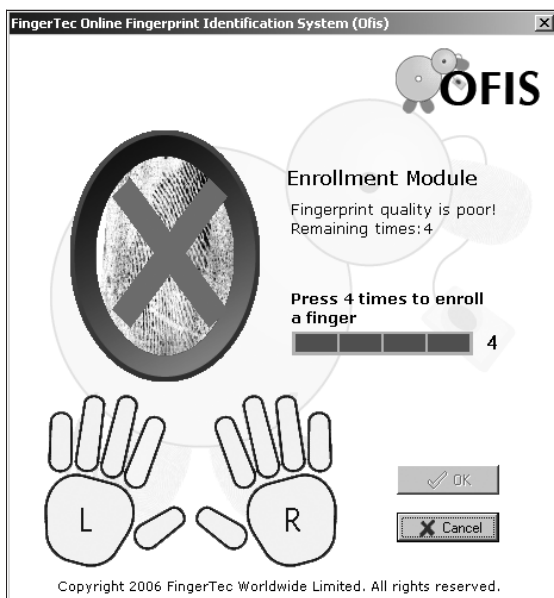 FingerTec Online Fingerprint Identification System (Ofis)
OFIS
Enrollment Module
Fingerprint quality is poor!
Remaining times:4
Press 4 times to enroll
a finger
4
L
R
OK
Cancel
Copyright 2006 FingerTec Worldwide Limited. All rights reserved.